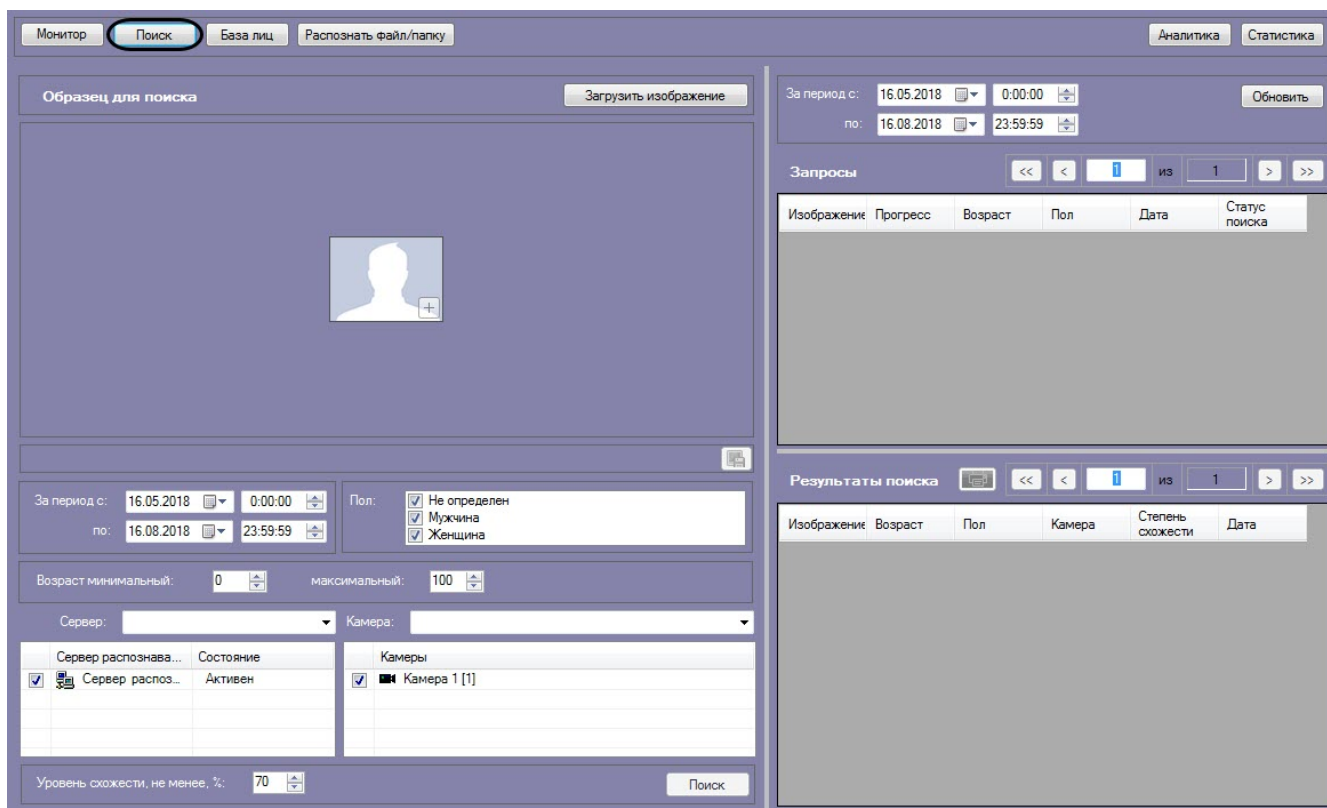 Монитор Поиск База лиц Распознать файл/папку Аналитика Статистика
Образец для поиска Загрузить изображение
За период с: 16.05.2018 0:00:00
по: 16.08.2018 23:59:59
Пол: Не определен
Мужчина
Женщина
Возраст минимальный: 0 максимальный: 100
Сервер: Камера:
Сервер распознава... Состояние
Сервер распоз... Активен
Камеры
Камера 1 [1]
Уровень схожести, не менее, %: 70 Поиск
За период с: 16.05.2018 0:00:00 Обновить
по: 16.08.2018 23:59:59
Запросы << < 1 из 1 > >>
Изображение Прогресс Возраст Пол Дата Статус поиска
Результаты поиска << < 1 из 1 > >>
Изображение Возраст Пол Камера Степень схожести Дата